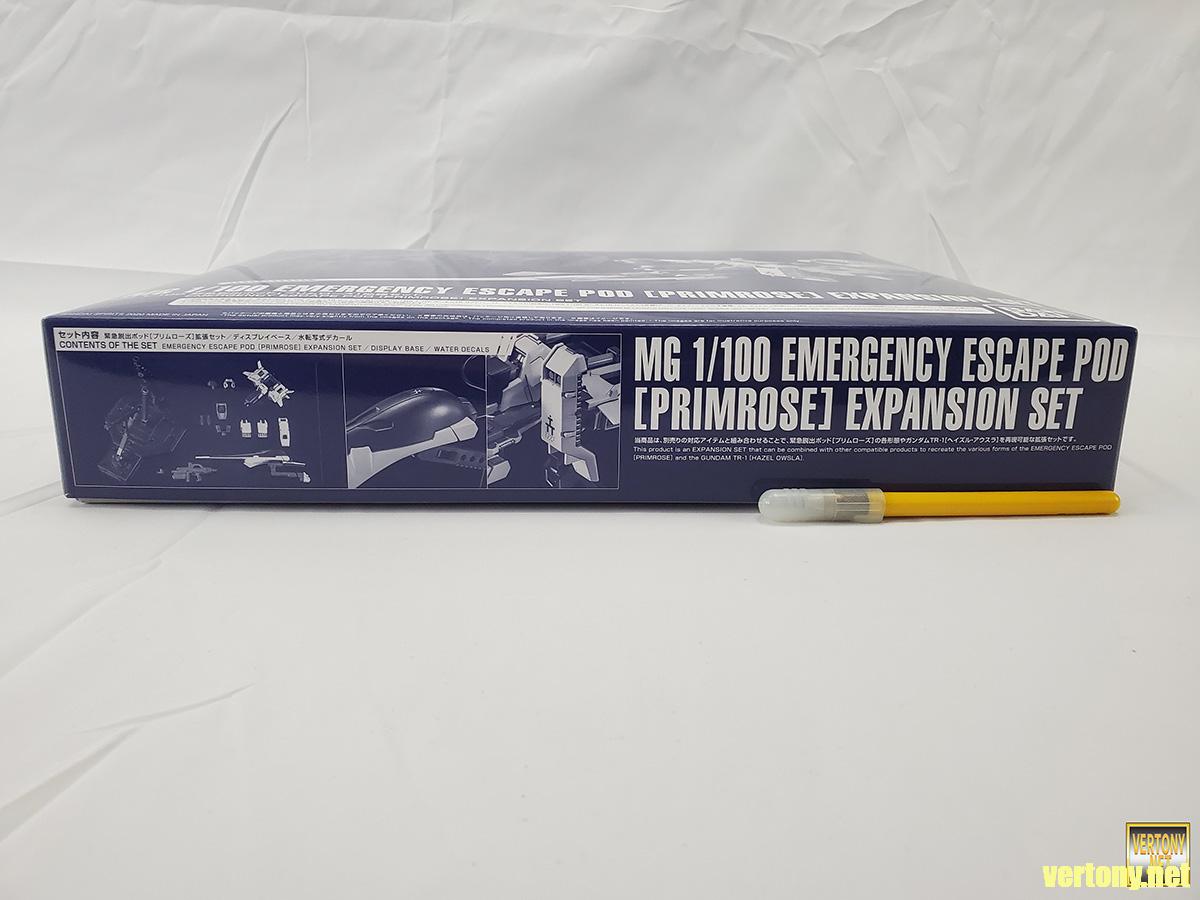 1/100 EMERGENCY ESCAPE POD [PRIMROSE] EXPANSION
BANDAI SPIRITS 2020 MADE IN JAPAN
セット内容 緊急脱出ポッド[プリムローズ]拡張セット/ディスプレイベース/水転写式デカール
CONTENTS OF THE SET EMERGENCY ESCAPE POD [PRIMROSE] EXPANSION SET / DISPLAY BASE / WATER DECALS
MG 1/100 EMERGENCY ESCAPE POD
[PRIMROSE] EXPANSION SET
当商品は、別売りの対応アイテムと組み合わせることで、緊急脱出ポッド[プリムローズ]の各形態やガンダムTR-1[ヘイズル・アウスラ]を再現可能な拡張セットです。
This product is an EXPANSION SET that can be combined with other compatible products to recreate the various forms of the EMERGENCY ESCAPE POD
[PRIMROSE] and the GUNDAM TR-1 [HAZEL OWSLA].
VERTONY
.NET
vertony.net